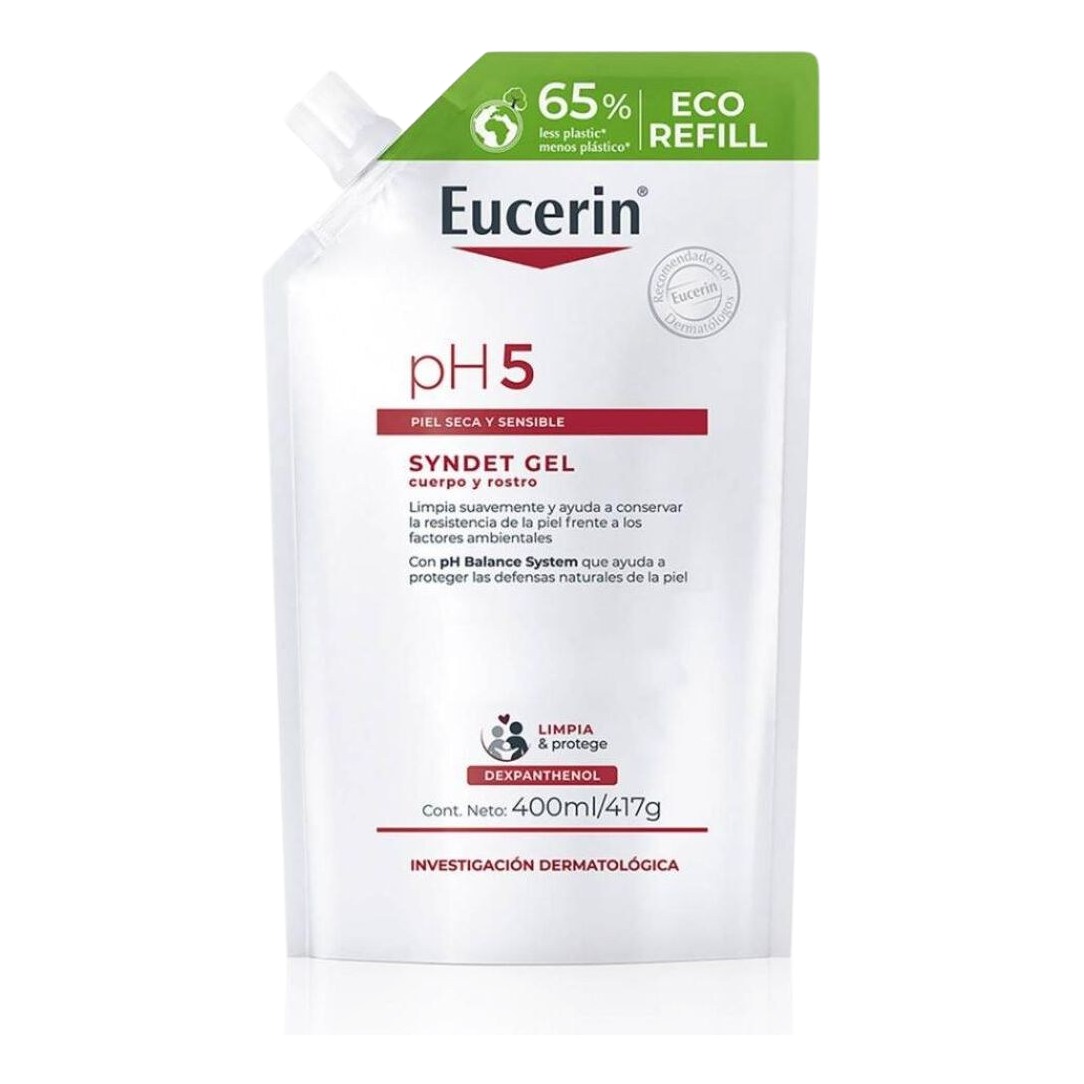 65% ECO
less plastic* REFILL
menos plástico*
Eucerin®
Recomendado por
Eucerin
Dermatólogos
pH5
PIEL SECA Y SENSIBLE
SYNDET GEL
cuerpo y rostro
Limpia suavemente y ayuda a conservar
la resistencia de la piel frente a los
factores ambientales
Con pH Balance System que ayuda a
proteger las defensas naturales de la piel
LIMPIA
& protege
DEXPANTHENOL
Cont. Neto: 400ml/417g
INVESTIGACIÓN DERMATOLÓGICA